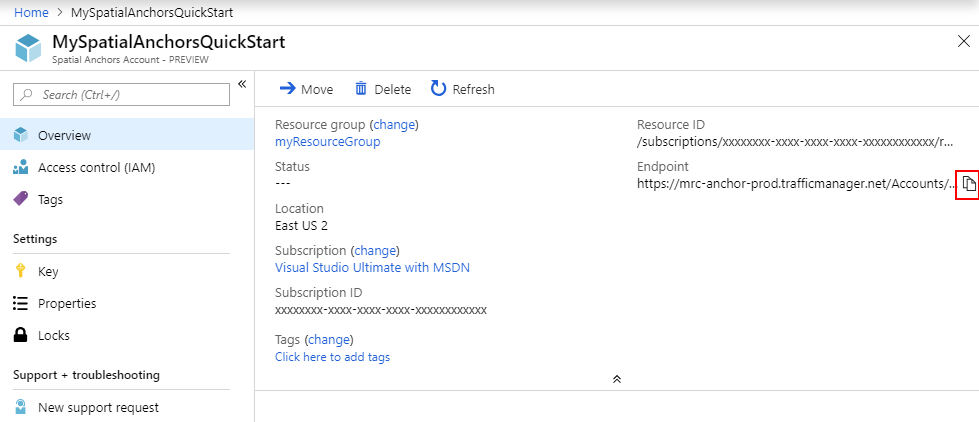 Home > MySpatialAnchorsQuickStart
MySpatialAnchorsQuickStart
Spatial Anchors Account - PREVIEW
Search (Ctrl+/)
Overview
Access control (IAM)
Tags
Settings
Key
Properties
Locks
Support + troubleshooting
New support request
Move Delete Refresh
Resource group (change)
myResourceGroup
Status
---
Location
East US 2
Subscription (change)
Visual Studio Ultimate with MSDN
Subscription ID
xxxxxxxx-xxxx-xxxx-xxxx-xxxxxxxxxxxx
Tags (change)
Click here to add tags
Resource ID
/subscriptions/xxxxxxxx-xxxx-xxxx-xxxx-xxxxxxxxxxxx/r...
Endpoint
https://mrc-anchor-prod.trafficmanager.net/Accounts/...